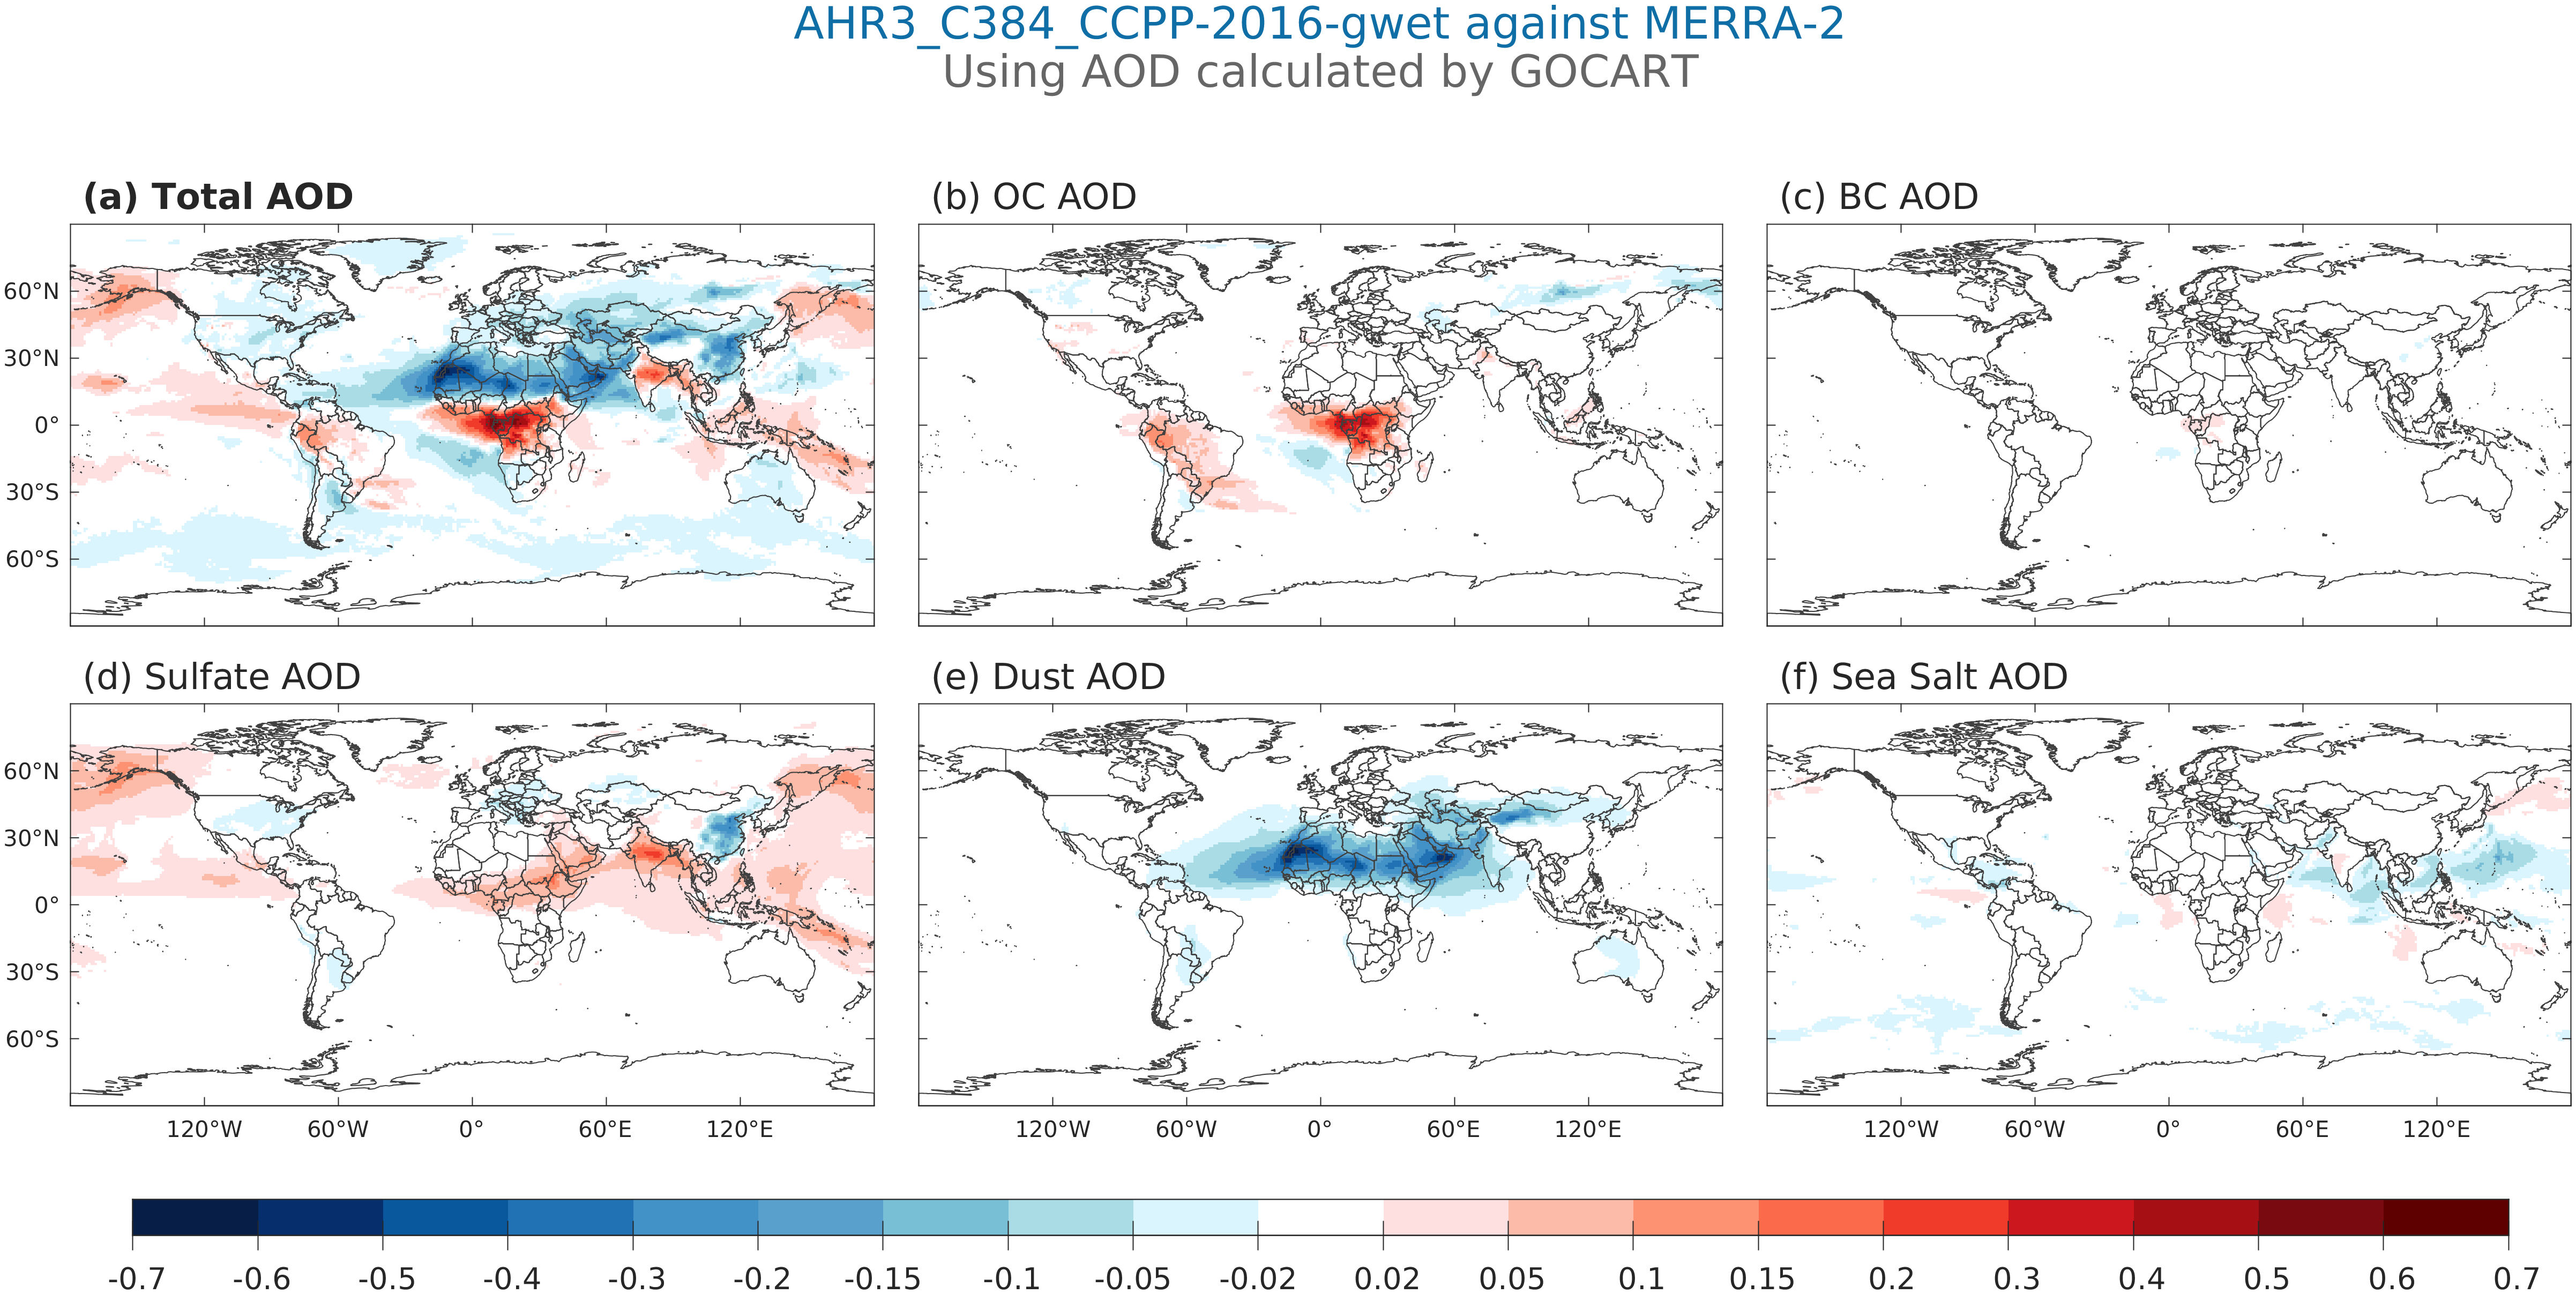 AHR3_C384_CCPP-2016-gwet against MERRA-2
Using AOD calculated by GOCART
(a) Total AOD
(b) OC AOD
(c) BC AOD
60°N
30°N
0°
30°S
60°S
(d) Sulfate AOD
(e) Dust AOD
(f) Sea Salt AOD
60°N
30°N
0°
30°S
60°S
120°W 60°W 0° 60°E 120°E
120°W 60°W 0° 60°E 120°E
120°W 60°W 0° 60°E 120°E
-0.7 -0.6 -0.5 -0.4 -0.3 -0.2 -0.15 -0.1 -0.05 -0.02 0.02 0.05 0.1 0.15 0.2 0.3 0.4 0.5 0.6 0.7